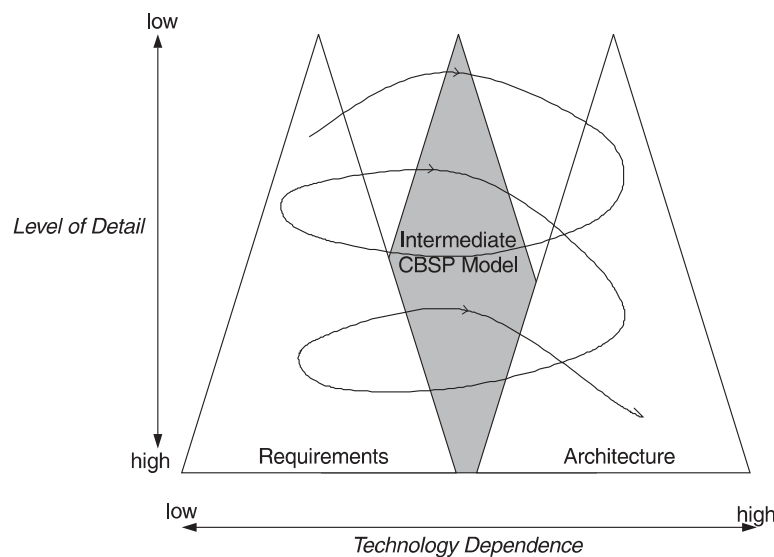 low
Level of Detail
Intermediate
CBSP Model
high
Requirements
Architecture
low
high
Technology Dependence